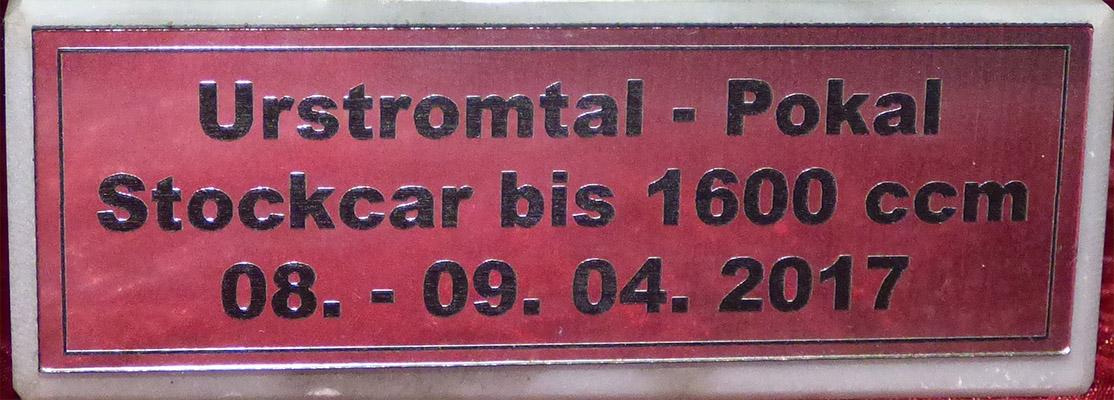 Urstromtal - Pokal
Stockcar bis 1600 ccm
08. - 09. 04. 2017